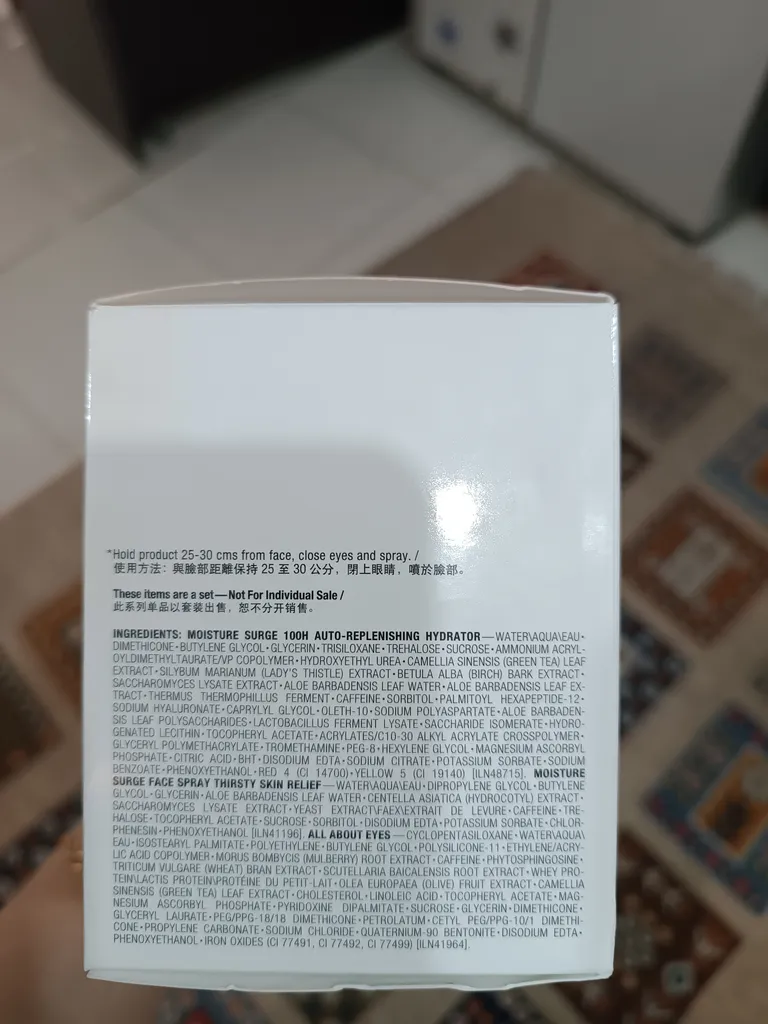 *Hold product 25-30 cms from face, close eyes and spray. /
使用方法：與臉部距離保持 25 至 30 公分，閉上眼睛，噴於臉部。
These items are a set—Not For Individual Sale /
此系列单品以套装出售，恕不分开销售。
INGREDIENTS: MOISTURE SURGE 100H AUTO-REPLENISHING HYDRATOR—WATER\AQUA\EAU•
DIMETHICONE•BUTYLENE GLYCOL•GLYCERIN•TRISILOXANE•TREHALOSE•SUCROSE•AMMONIUM ACRYL-
OYLDIMETHYLTAURATE/VP COPOLYMER•HYDROXYETHYL UREA•CAMELLIA SINENSIS (GREEN TEA) LEAF
EXTRACT•SILYBUM MARIANUM (LADY'S THISTLE) EXTRACT•BETULA ALBA (BIRCH) BARK EXTRACT•
SACCHAROMYCES LYSATE EXTRACT•ALOE BARBADENSIS LEAF WATER•ALOE BARBADENSIS LEAF EX-
TRACT•THERMUS THERMOPHILLUS FERMENT•CAFFEINE•SORBITOL•PALMITOYL HEXAPEPTIDE-12•
SODIUM HYALURONATE•CAPRYLYL GLYCOL•OLETH-10•SODIUM POLYASPARTATE•ALOE BARBADEN-
SIS LEAF POLYSACCHARIDES•LACTOBACILLUS FERMENT LYSATE•SACCHARIDE ISOMERATE•HYDRO-
GENATED LECITHIN•TOCOPHERYL ACETATE•ACRYLATES/C10-30 ALKYL ACRYLATE CROSSPOLYMER•
GLYCERYL POLYMETHACRYLATE•TROMETHAMINE•PEG-8•HEXYLENE GLYCOL•MAGNESIUM ASCORBYL
PHOSPHATE•CITRIC ACID•BHT•DISODIUM EDTA•SODIUM CITRATE•POTASSIUM SORBATE•SODIUM
BENZOATE•PHENOXYETHANOL•RED 4 (CI 14700)•YELLOW 5 (CI 19140) [ILN48715]. MOISTURE
SURGE FACE SPRAY THIRSTY SKIN RELIEF—WATER\AQUA\EAU•DIPROPYLENE GLYCOL•BUTYLENE
GLYCOL•GLYCERIN•ALOE BARBADENSIS LEAF WATER•CENTELLA ASIATICA (HYDROCOTYL) EXTRACT•
SACCHAROMYCES LYSATE EXTRACT•YEAST EXTRACT\FAEX\EXTRAIT DE LEVURE•CAFFEINE•TRE-
HALOSE•TOCOPHERYL ACETATE•SUCROSE•SORBITOL•DISODIUM EDTA•POTASSIUM SORBATE•CHLOR-
PHENESIN•PHENOXYETHANOL [ILN41196]. ALL ABOUT EYES—CYCLOPENTASILOXANE•WATER\AQUA\
EAU•ISOSTEARYL PALMITATE•POLYETHYLENE•BUTYLENE GLYCOL•POLYSILICONE-11•ETHYLENE/ACRY-
LIC ACID COPOLYMER•MORUS BOMBYCIS (MULBERRY) ROOT EXTRACT•CAFFEINE•PHYTOSPHINGOSINE•
TRITICUM VULGARE (WHEAT) BRAN EXTRACT•SCUTELLARIA BAICALENSIS ROOT EXTRACT•WHEY PRO-
TEIN\LACTIS PROTEIN\PROTÉINE DU PETIT-LAIT•OLEA EUROPAEA (OLIVE) FRUIT EXTRACT•CAMELLIA
SINENSIS (GREEN TEA) LEAF EXTRACT•CHOLESTEROL•LINOLEIC ACID•TOCOPHERYL ACETATE•MAG-
NESIUM ASCORBYL PHOSPHATE•PYRIDOXINE DIPALMITATE•SUCROSE•GLYCERIN•DIMETHICONE•
GLYCERYL LAURATE•PEG/PPG-18/18 DIMETHICONE•PETROLATUM•CETYL PEG/PPG-10/1 DIMETHI-
CONE•PROPYLENE CARBONATE•SODIUM CHLORIDE•QUATERNIUM-90 BENTONITE•DISODIUM EDTA•
PHENOXYETHANOL•IRON OXIDES (CI 77491, CI 77492, CI 77499) [ILN41964].